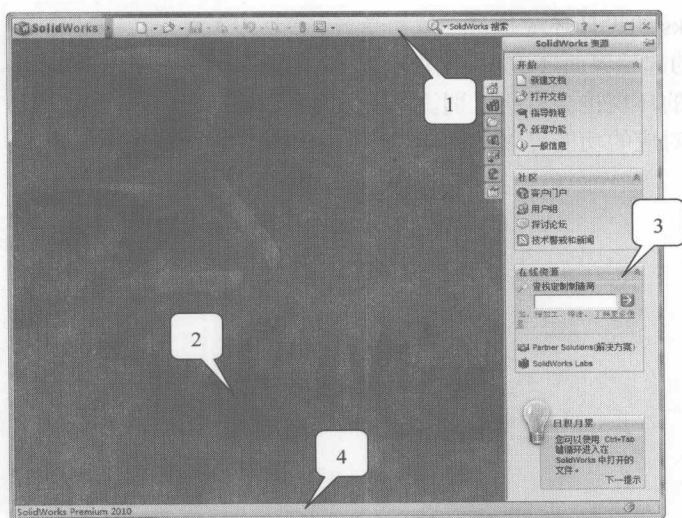 SolidWorks
SolidWorks 搜索
SolidWorks 资源
开始
新建文档
打开文档
指导教程
新增功能
一般信息
社区
客户门户
用户组
探讨论坛
技术警戒和新闻
在线资源
查找定制制造商
Partner Solutions(解决方案)
SolidWorks Labs
日积月累
您可以使用 Ctrl+Tab
键循环进入在
SolidWorks 中打开的
文件。
下一提示
SolidWorks Premium 2010
1
2
3
4